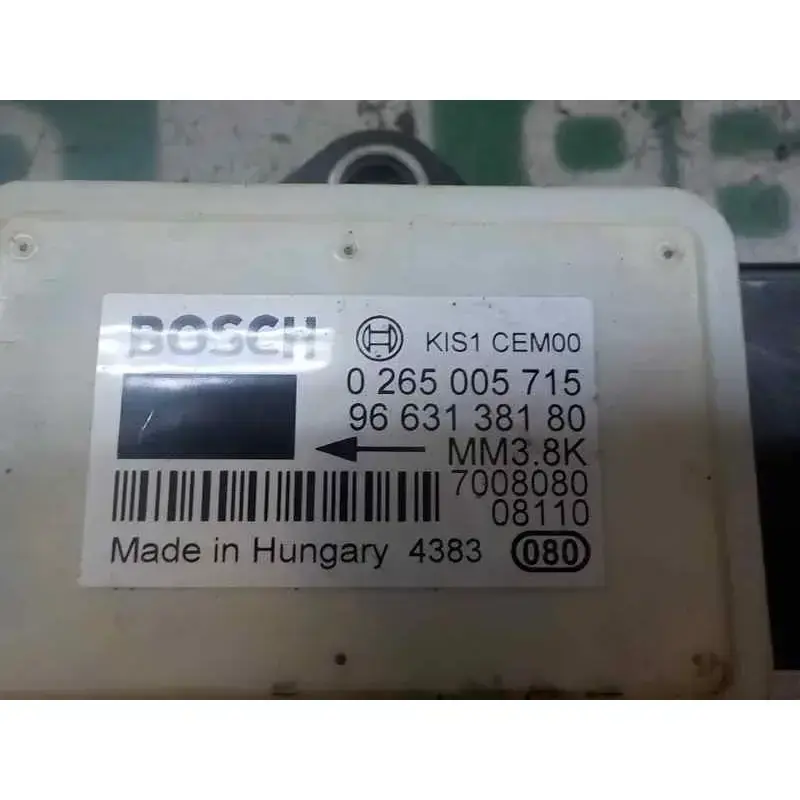 BOSCH KIS1 CEM00
0 265 005 715
96 631 381 80
MM3.8K
7008080
08110
Made in Hungary 4383 080